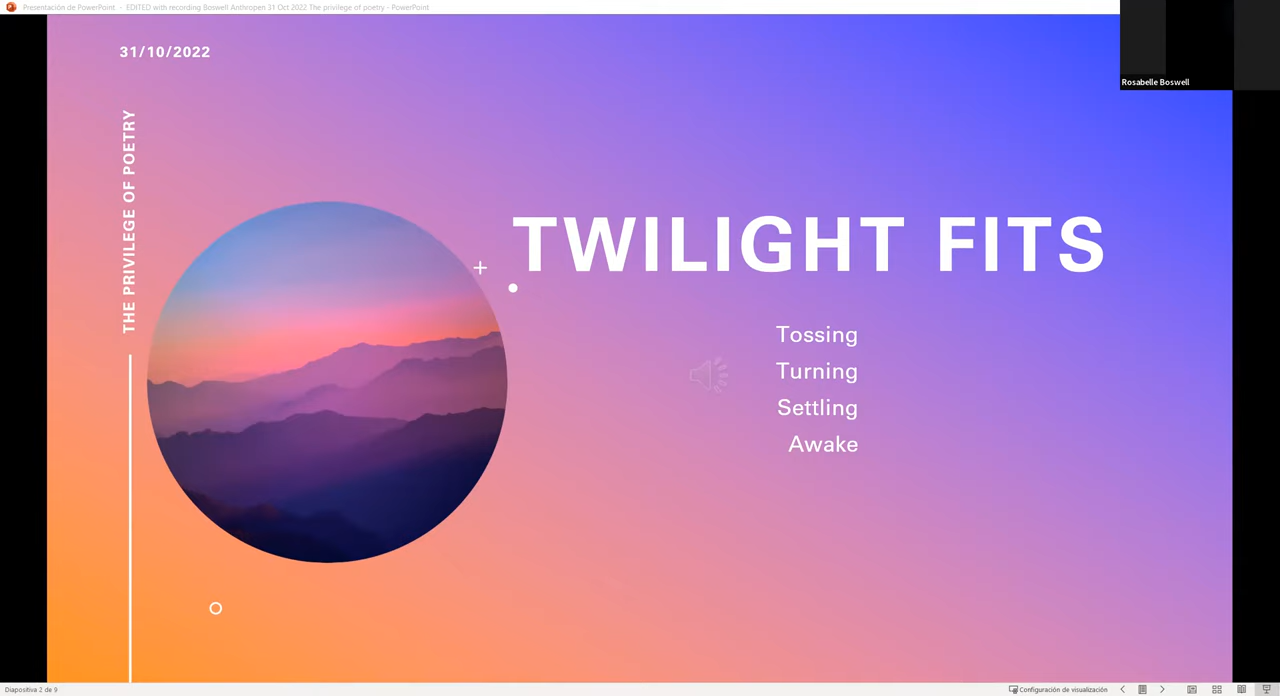 Presentación de PowerPoint - EDITED with recording Boswell Anthropen 31 Oct 2022 The privilege of poetry - PowerPoint
Rosabelle Boswell
31/10/2022
THE PRIVILEGE OF POETRY
TWILIGHT FITS
Tossing
Turning
Settling
Awake
Diapositiva 2 de 9
Configuración de visualización